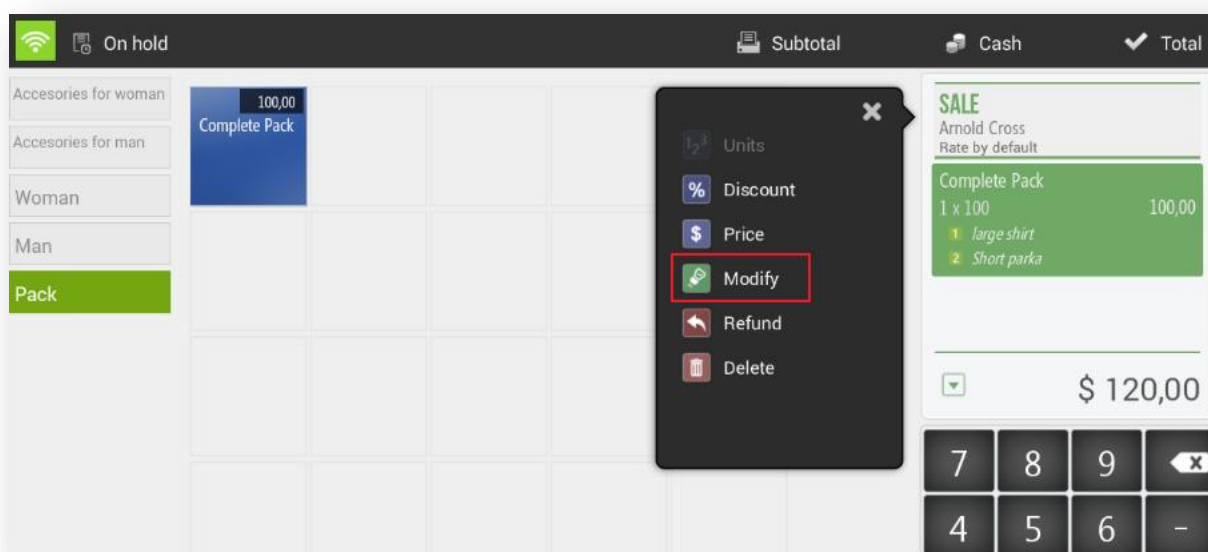 On hold
Subtotal
Cash
Total
Accesories for woman
Accesories for man
Woman
Man
Pack
100,00
Complete Pack
Units
Discount
Price
Modify
Refund
Delete
SALE
Arnold Cross
Rate by default
Complete Pack
1 x 100 100,00
1 large shirt
2 Short parka
$ 120,00
7 8 9
4 5 6 -